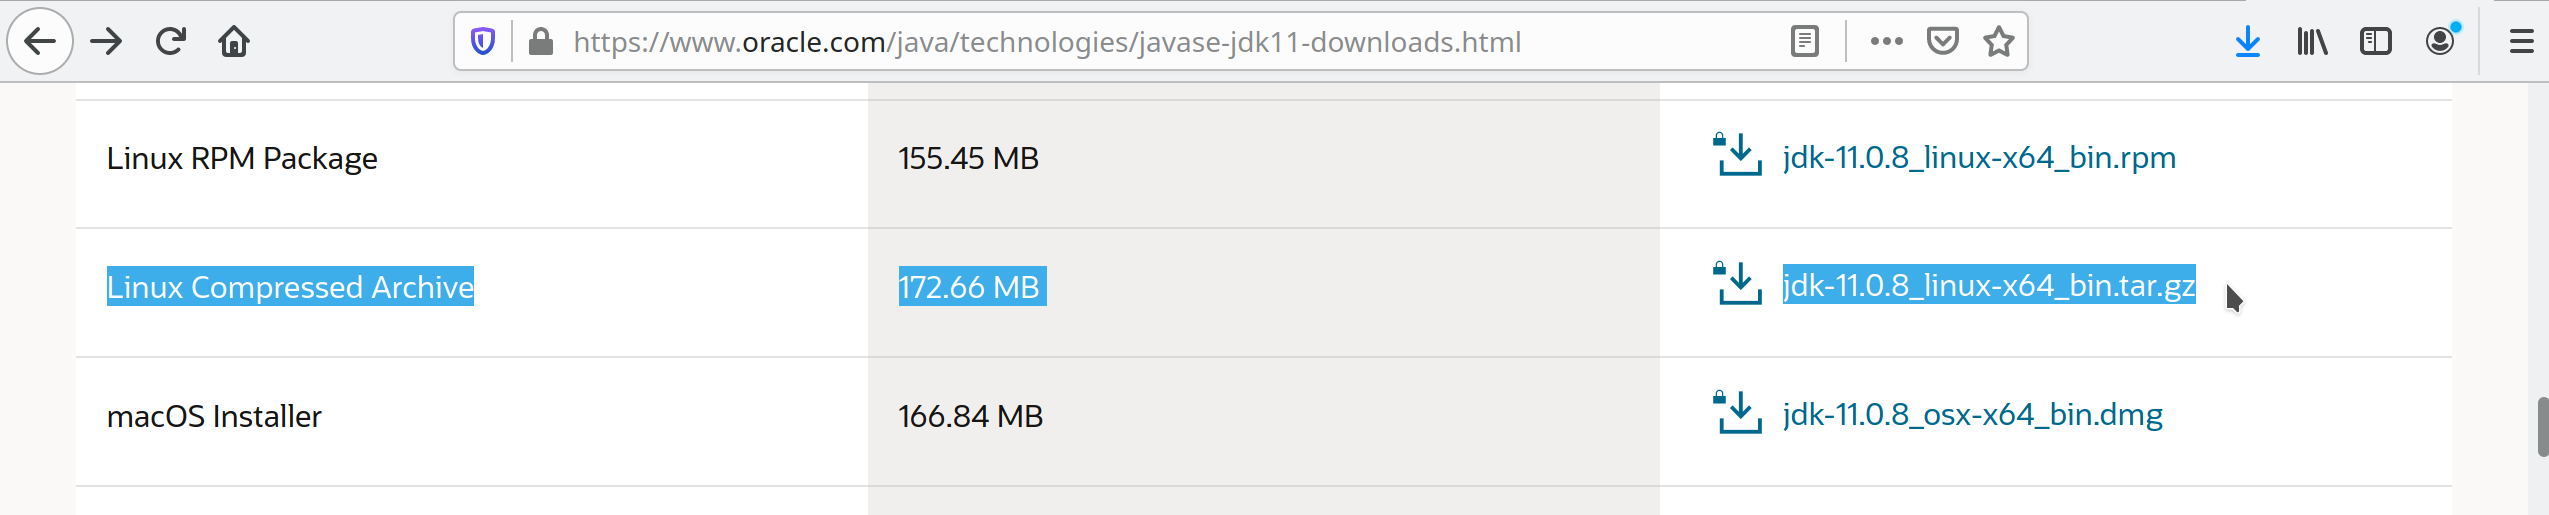 https://www.oracle.com/java/technologies/javase-jdk11-downloads.html
Linux RPM Package 155.45 MB jdk-11.0.8_linux-x64_bin.rpm
Linux Compressed Archive 172.66 MB jdk-11.0.8_linux-x64_bin.tar.gz
macOS Installer 166.84 MB jdk-11.0.8_osx-x64_bin.dmg